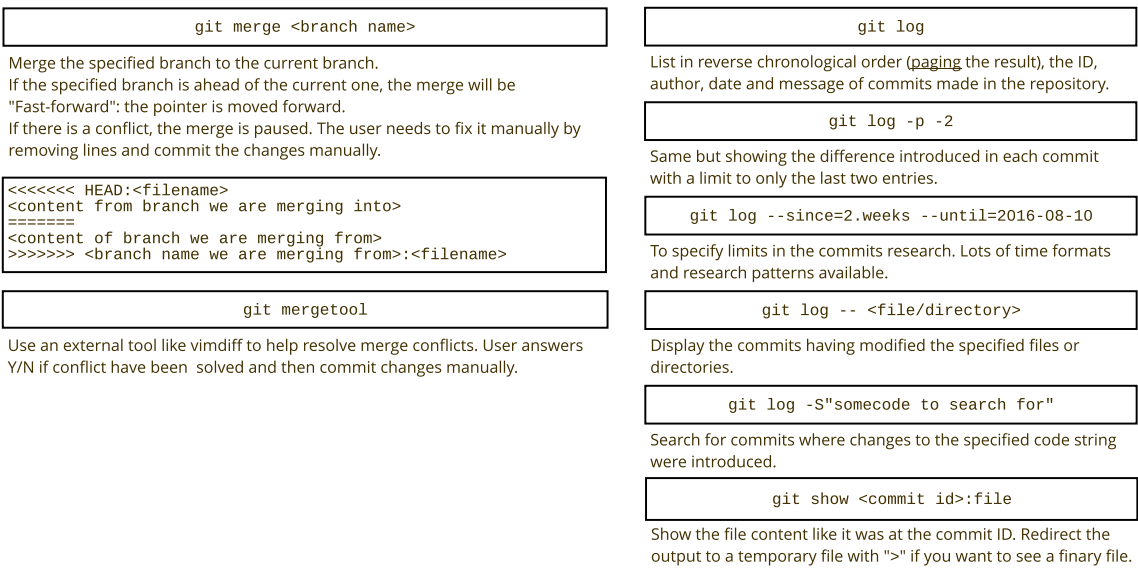 git merge <branch name>
Merge the specified branch to the current branch.
If the specified branch is ahead of the current one, the merge will be
"Fast-forward": the pointer is moved forward.
If there is a conflict, the merge is paused. The user needs to fix it manually by
removing lines and commit the changes manually.
<<<<<<< HEAD:<filename>
<content from branch we are merging into>
=======
<content of branch we are merging from>
>>>>>>> <branch name we are merging from>:<filename>
git mergetool
Use an external tool like vimdiff to help resolve merge conflicts. User answers
Y/N if conflict have been  solved and then commit changes manually.
git log
List in reverse chronological order (paging the result), the ID,
author, date and message of commits made in the repository.
git log -p -2
Same but showing the difference introduced in each commit
with a limit to only the last two entries.
git log --since=2.weeks --until=2016-08-10
To specify limits in the commits research. Lots of time formats
and research patterns available.
git log -- <file/directory>
Display the commits having modified the specified files or
directories.
git log -S"somecode to search for"
Search for commits where changes to the specified code string
were introduced.
git show <commit id>:file
Show the file content like it was at the commit ID. Redirect the
output to a temporary file with ">" if you want to see a finary file.